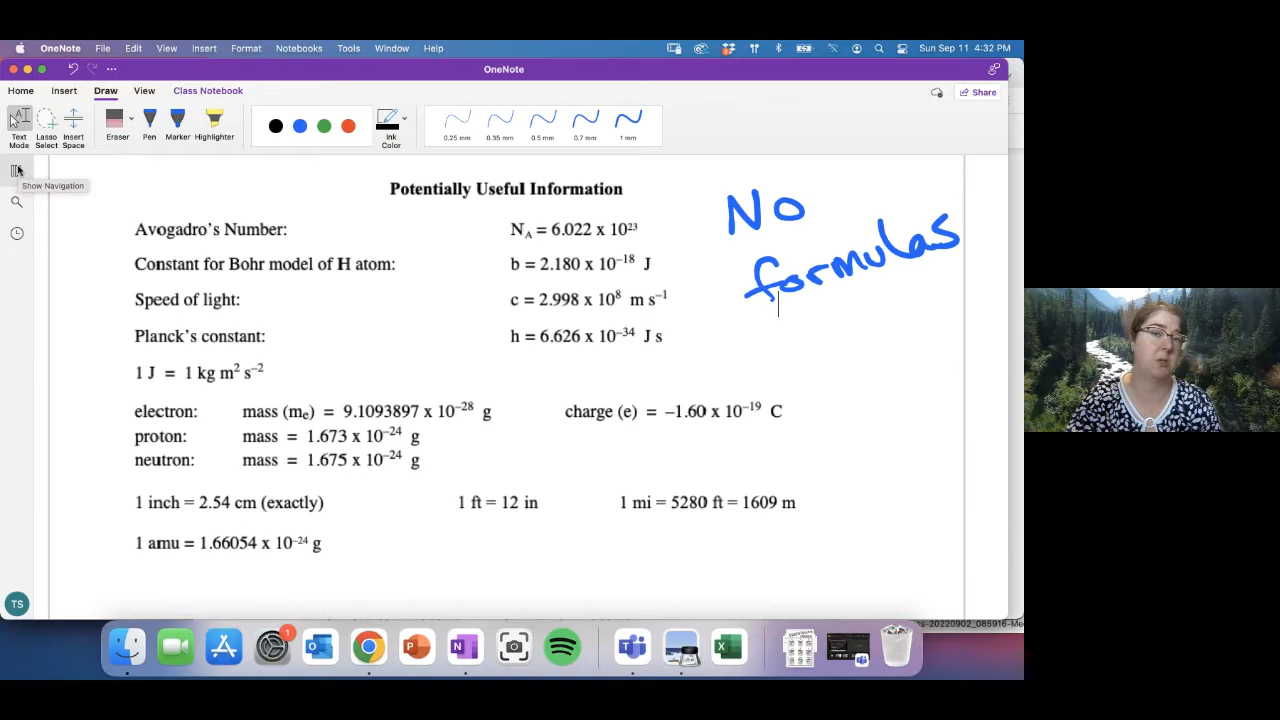 OneNote File Edit View Insert Format Notebooks Tools Window Help
Sun Sep 11 4:32 PM
OneNote
Home Insert Draw View Class Notebook
Share
Text Mode
Lasso Select
Insert Space
Eraser
Pen
Marker
Highlighter
Ink Color
0.25 mm
0.35 mm
0.5 mm
0.7 mm
1 mm
Show Navigation
Potentially Useful Information
Avogadro's Number: N_A = 6.022 x 10²³
Constant for Bohr model of H atom: b = 2.180 x 10⁻¹⁸ J
Speed of light: c = 2.998 x 10⁸ m s⁻¹
Planck's constant: h = 6.626 x 10⁻³⁴ J s
1 J = 1 kg m² s⁻²
electron: mass (mₑ) = 9.1093897 x 10⁻²⁸ g charge (e) = –1.60 x 10⁻¹⁹ C
proton: mass = 1.673 x 10⁻²⁴ g
neutron: mass = 1.675 x 10⁻²⁴ g
1 inch = 2.54 cm (exactly) 1 ft = 12 in 1 mi = 5280 ft = 1609 m
1 amu = 1.66054 x 10⁻²⁴ g
No
formulas
TS
1